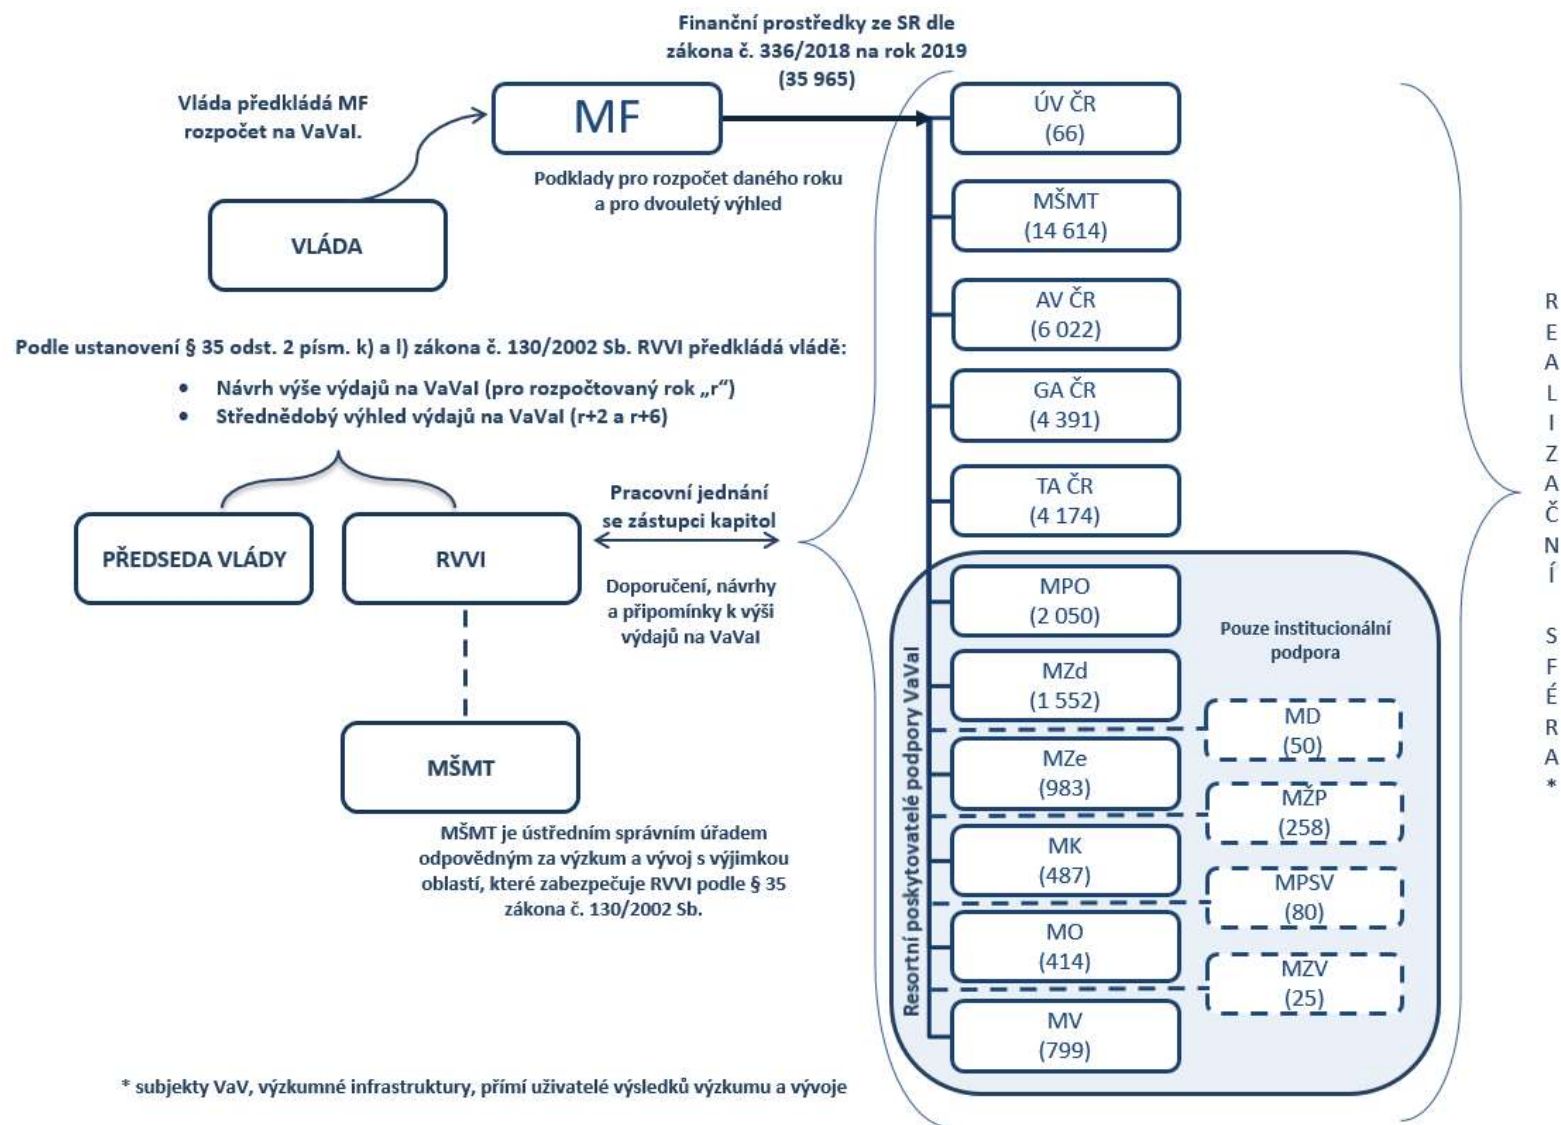 Finanční prostředky ze SR dle
zákona č. 336/2018 na rok 2019
(35 965)
Vláda předkládá MF
rozpočet na VaVaI.
MF
Podklady pro rozpočet daného roku
a pro dvouletý výhled
VLÁDA
Podle ustanovení § 35 odst. 2 písm. k) a l) zákona č. 130/2002 Sb. RVVI předkládá vládě:
• Návrh výše výdajů na VaVaI (pro rozpočtovaný rok „r“)
• Střednědobý výhled výdajů na VaVaI (r+2 a r+6)
PŘEDSEDA VLÁDY
RVVI
Pracovní jednání
se zástupci kapitol
Doporučení, návrhy
a připomínky k výši
výdajů na VaVaI
MŠMT
MŠMT je ústředním správním úřadem
odpovědným za výzkum a vývoj s výjimkou
oblastí, které zabezpečuje RVVI podle § 35
zákona č. 130/2002 Sb.
ÚV ČR
(66)
MŠMT
(14 614)
AV ČR
(6 022)
GA ČR
(4 391)
TA ČR
(4 174)
Resortní poskytovatelé podpory VaVaI
MPO
(2 050)
MZd
(1 552)
MZe
(983)
MK
(487)
MO
(414)
MV
(799)
Pouze institucionální
podpora
MD
(50)
MŽP
(258)
MPSV
(80)
MZV
(25)
REALIZAČNÍ SFÉRA*
* subjekty VaV, výzkumné infrastruktury, přímí uživatelé výsledků výzkumu a vývoje